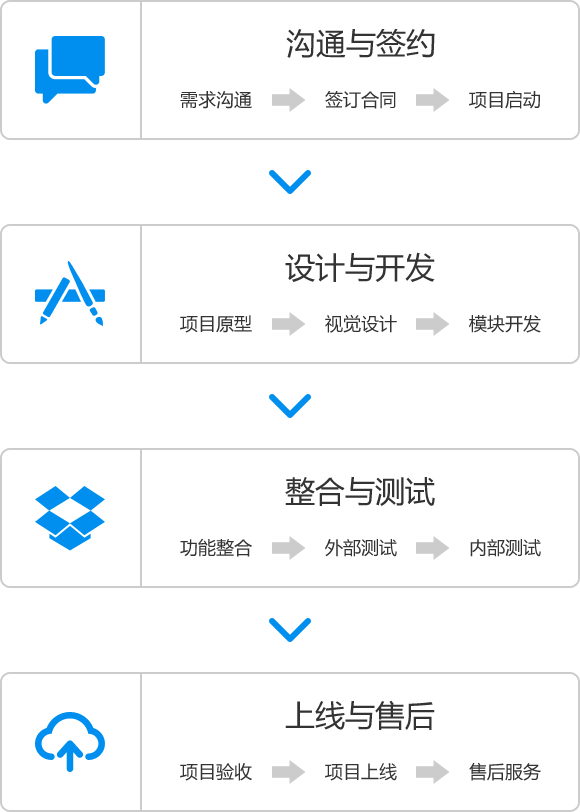 沟通与签约
需求沟通 签订合同 项目启动
设计与开发
项目原型 视觉设计 模块开发
整合与测试
功能整合 外部测试 内部测试
上线与售后
项目验收 项目上线 售后服务